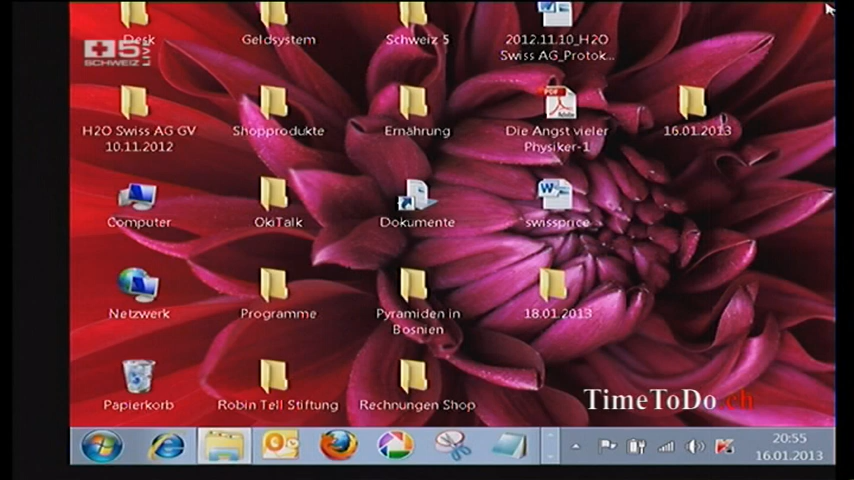 Desk
Geldsystem
Schweiz 5
2012.11.10_H2O
Swiss AG_Protok...
+5
SCHWEIZ
LIVE
H2O Swiss AG GV
10.11.2012
Shopprodukte
Ernährung
PDF
Adobe
Die Angst vieler
Physiker-1
16.01.2013
Computer
OkiTalk
Dokumente
swissprice
Netzwerk
Programme
Pyramiden in
Bosnien
18.01.2013
Papierkorb
Robin Tell Stiftung
Rechnungen Shop
TimeToDo.ch
20:55
16.01.2013